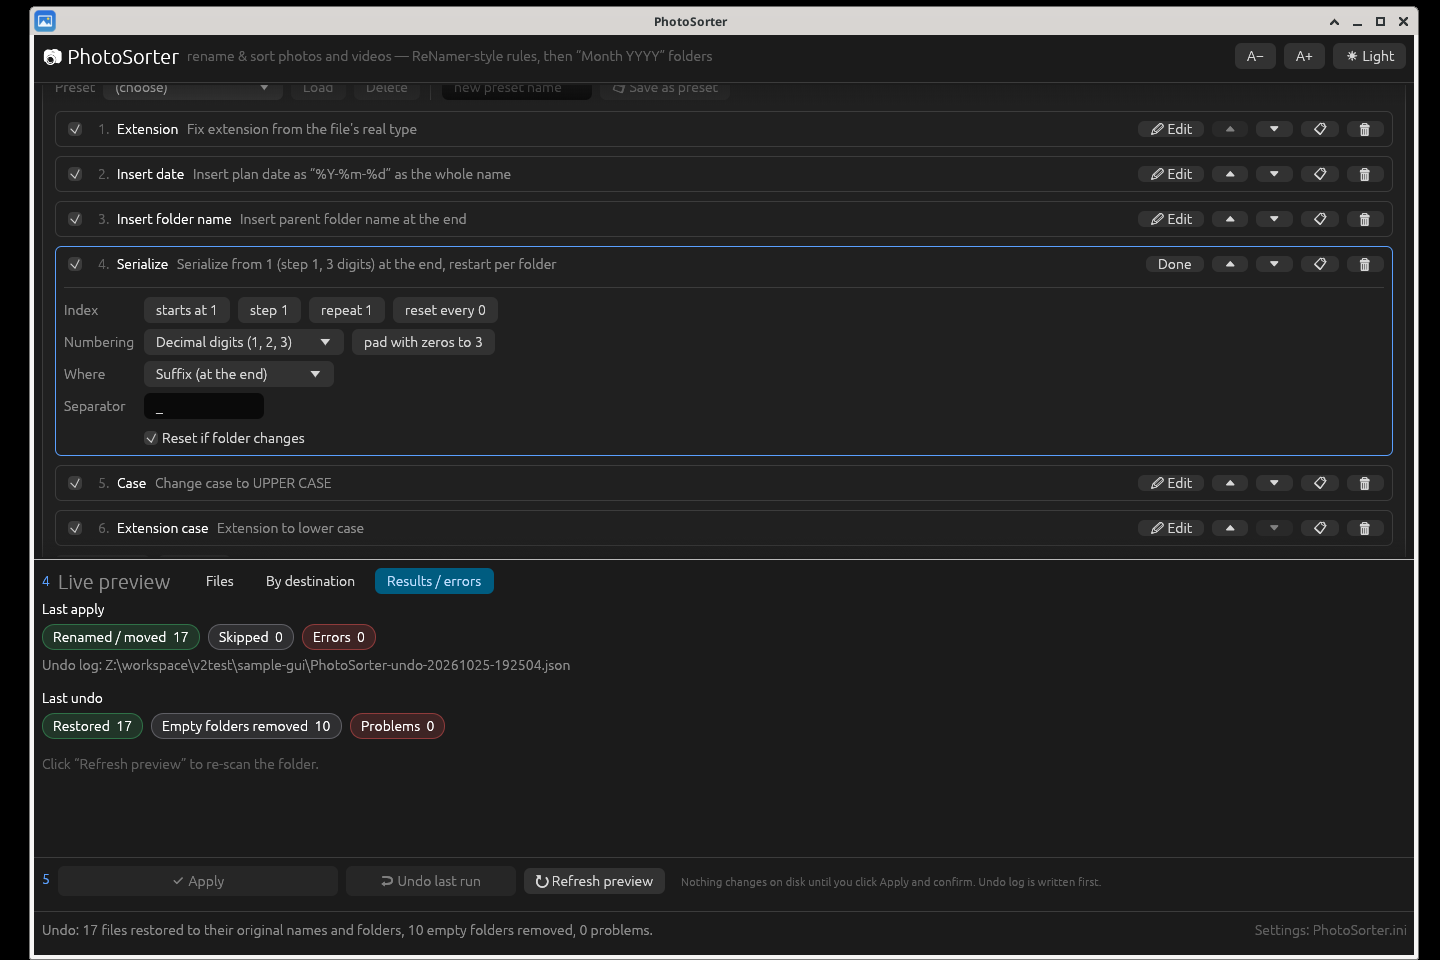 PhotoSorter
PhotoSorter rename & sort photos and videos — ReNamer-style rules, then "Month YYYY" folders A− A+ Light
Preset (choose) Load Delete new preset name Save as preset
1. Extension Fix extension from the file's real type Edit
2. Insert date Insert plan date as "%Y-%m-%d" as the whole name Edit
3. Insert folder name Insert parent folder name at the end Edit
4. Serialize Serialize from 1 (step 1, 3 digits) at the end, restart per folder Done
Index starts at 1 step 1 repeat 1 reset every 0
Numbering Decimal digits (1, 2, 3) pad with zeros to 3
Where Suffix (at the end)
Separator _
Reset if folder changes
5. Case Change case to UPPER CASE Edit
6. Extension case Extension to lower case Edit
4 Live preview Files By destination Results / errors
Last apply
Renamed / moved 17 Skipped 0 Errors 0
Undo log: Z:\workspace\v2test\sample-gui\PhotoSorter-undo-20261025-192504.json
Last undo
Restored 17 Empty folders removed 10 Problems 0
Click "Refresh preview" to re-scan the folder.
5 Apply Undo last run Refresh preview Nothing changes on disk until you click Apply and confirm. Undo log is written first.
Undo: 17 files restored to their original names and folders, 10 empty folders removed, 0 problems. Settings: PhotoSorter.ini